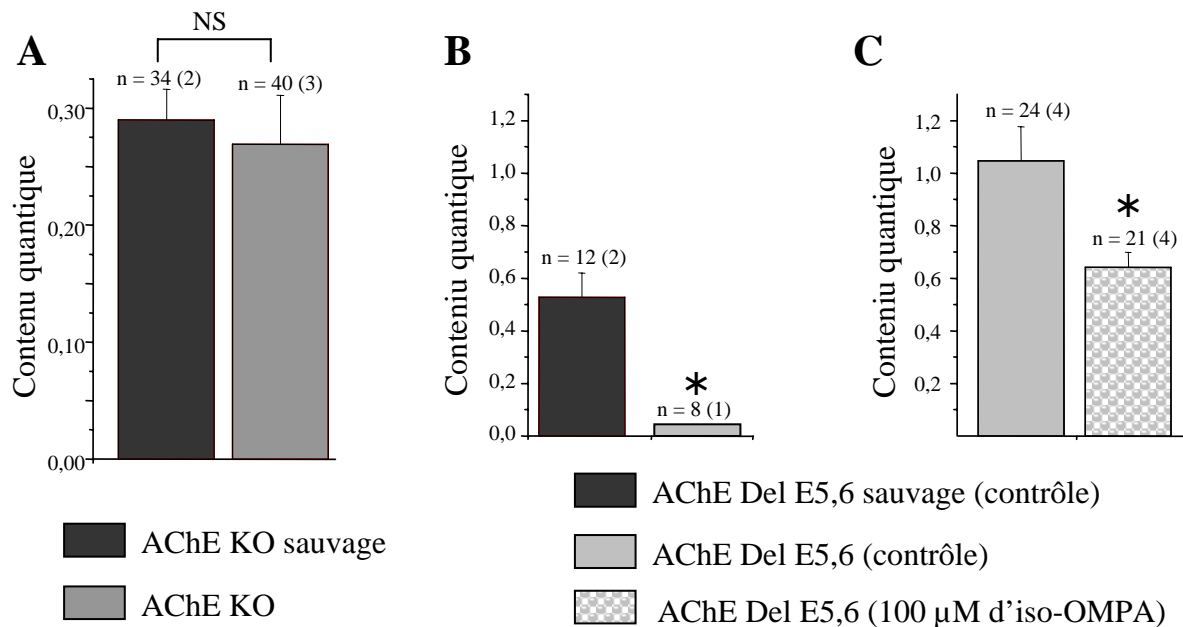 NS
A
n = 34 (2)
n = 40 (3)
0,30
0,20
0,10
0,00
Contenu quantique
B
n = 12 (2)
*
n = 8 (1)
1,2
1,0
0,8
0,6
0,4
0,2
0,0
Conteniu quantique
C
n = 24 (4)
*
n = 21 (4)
1,2
1,0
0,8
0,6
0,4
0,2
Conteniu quantique
AChE KO sauvage
AChE KO
AChE Del E5,6 sauvage (contrôle)
AChE Del E5,6 (contrôle)
AChE Del E5,6 (100 µM d’iso-OMPA)